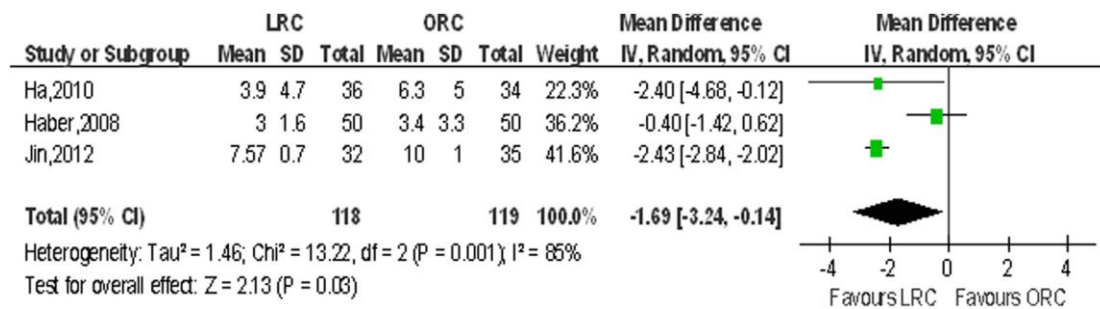 LRC ORC Mean Difference Mean Difference
Study or Subgroup Mean SD Total Mean SD Total Weight IV, Random, 95% CI IV, Random, 95% CI
Ha,2010 3.9 4.7 36 6.3 5 34 22.3% -2.40 [-4.68, -0.12]
Haber,2008 3 1.6 50 3.4 3.3 50 36.2% -0.40 [-1.42, 0.62]
Jin,2012 7.57 0.7 32 10 1 35 41.6% -2.43 [-2.84, -2.02]
Total (95% CI) 118 119 100.0% -1.69 [-3.24, -0.14]
Heterogeneity: Tau² = 1.46; Chi² = 13.22, df = 2 (P = 0.001); I² = 85%
Test for overall effect: Z = 2.13 (P = 0.03)
-4 -2 0 2 4
Favours LRC Favours ORC